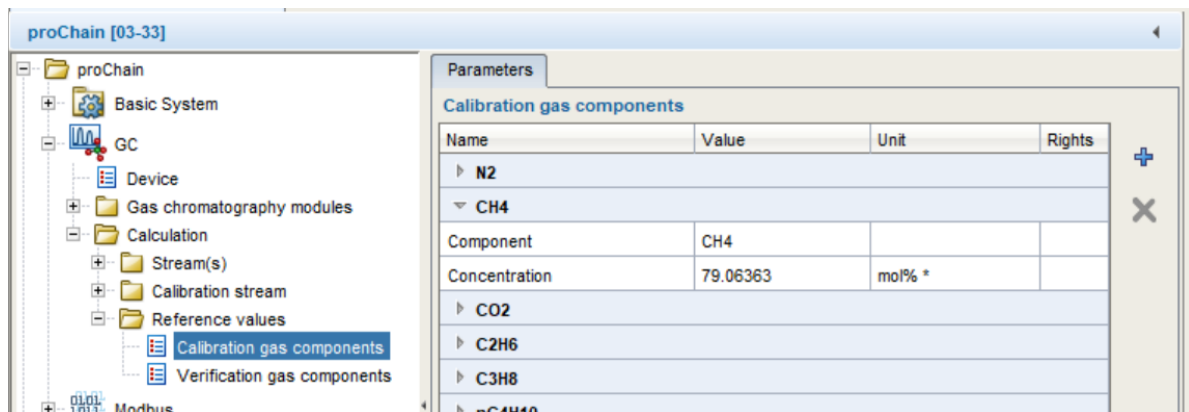 proChain [03-33]
proChain
Basic System
GC
Device
Gas chromatography modules
Calculation
Stream(s)
Calibration stream
Reference values
Calibration gas components
Verification gas components
Modbus
Parameters
Calibration gas components
Name Value Unit Rights
N2
CH4
Component CH4
Concentration 79.06363 mol% *
CO2
C2H6
C3H8
nC4H10